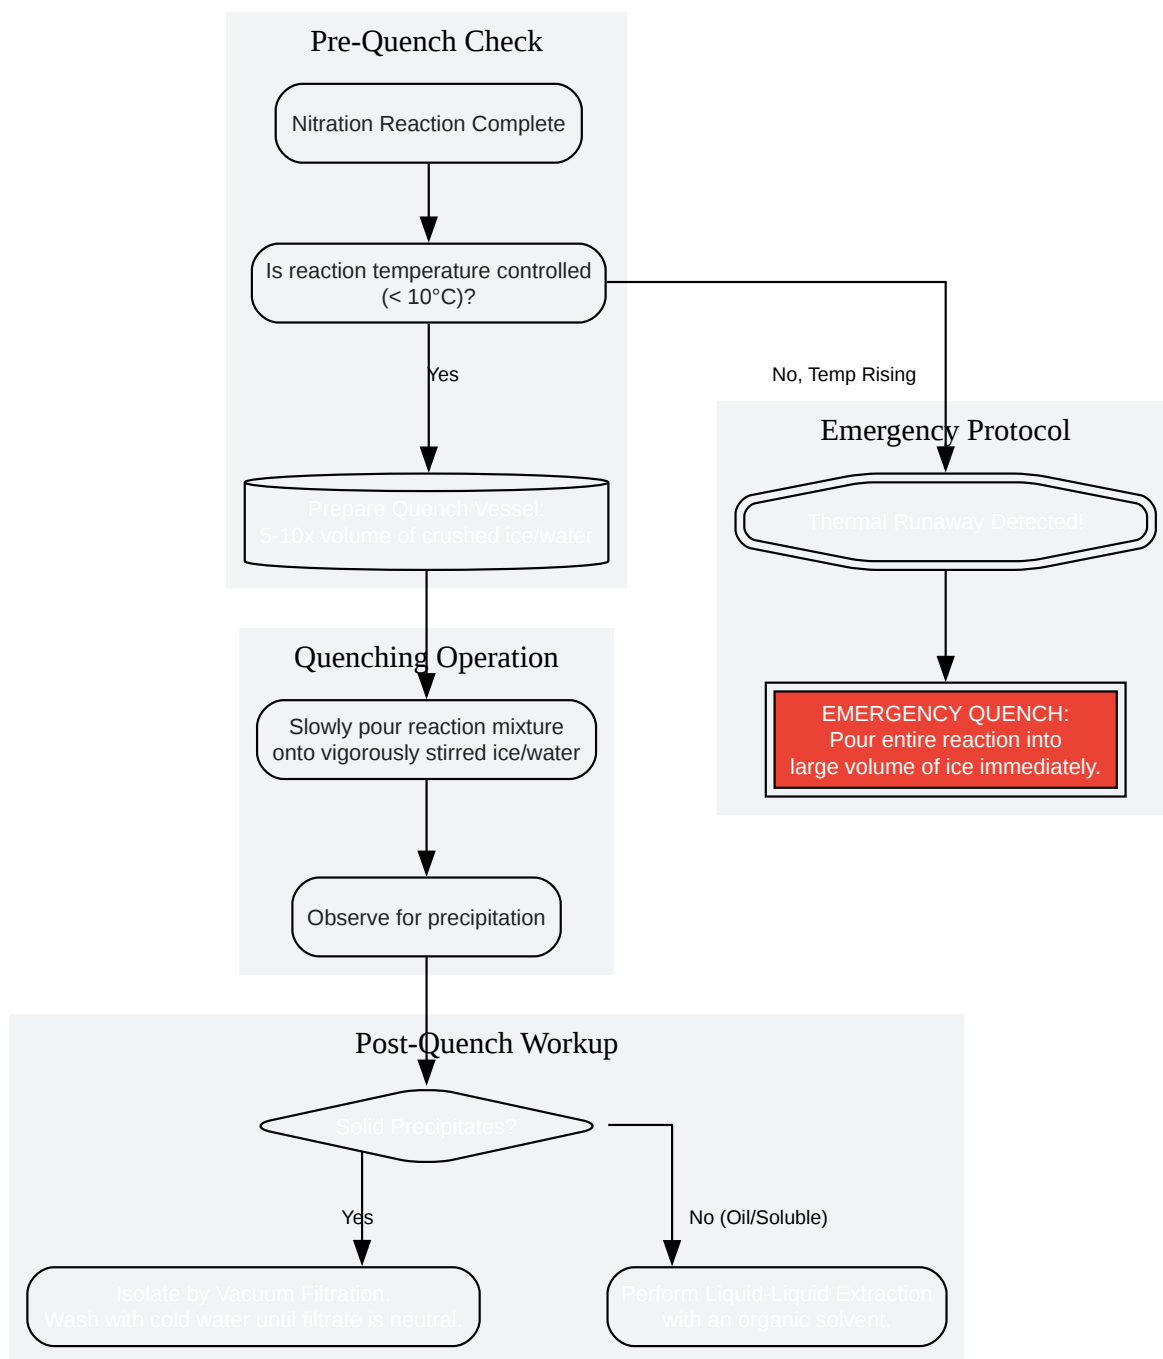 Pre-Quench Check
Nitration Reaction Complete
Is reaction temperature controlled
(< 10°C)?
Yes
No, Temp Rising
Prepare Quench Vessel:
5-10x volume of crushed ice/water
Emergency Protocol
Thermal Runaway Detected!
EMERGENCY QUENCH:
Pour entire reaction into
large volume of ice immediately.
Quenching Operation
Slowly pour reaction mixture
onto vigorously stirred ice/water
Observe for precipitation
Post-Quench Workup
Solid Precipitates?
Yes
No (Oil/Soluble)
Isolate by Vacuum Filtration.
Wash with cold water until filtrate is neutral.
Perform Liquid-Liquid Extraction
with an organic solvent.